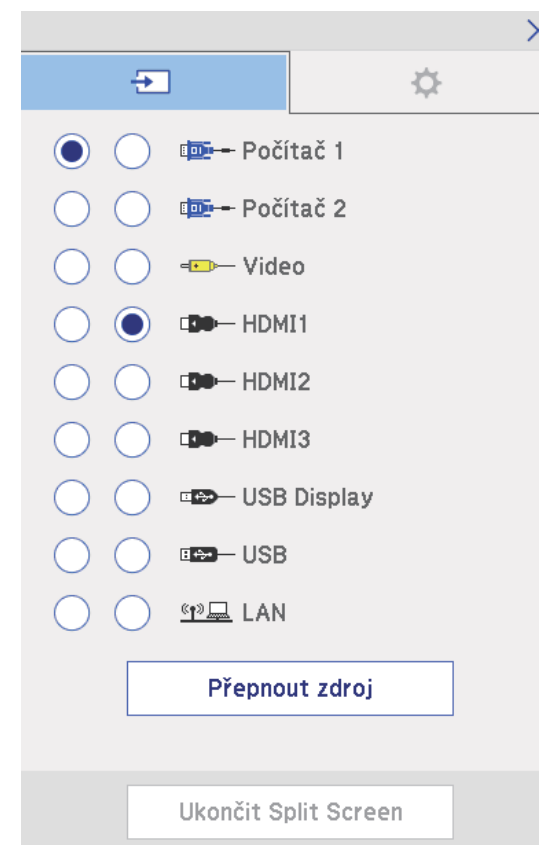 Počítač 1
Počítač 2
Video
HDMI1
HDMI2
HDMI3
USB Display
USB
LAN
Přepnout zdroj
Ukončit Split Screen